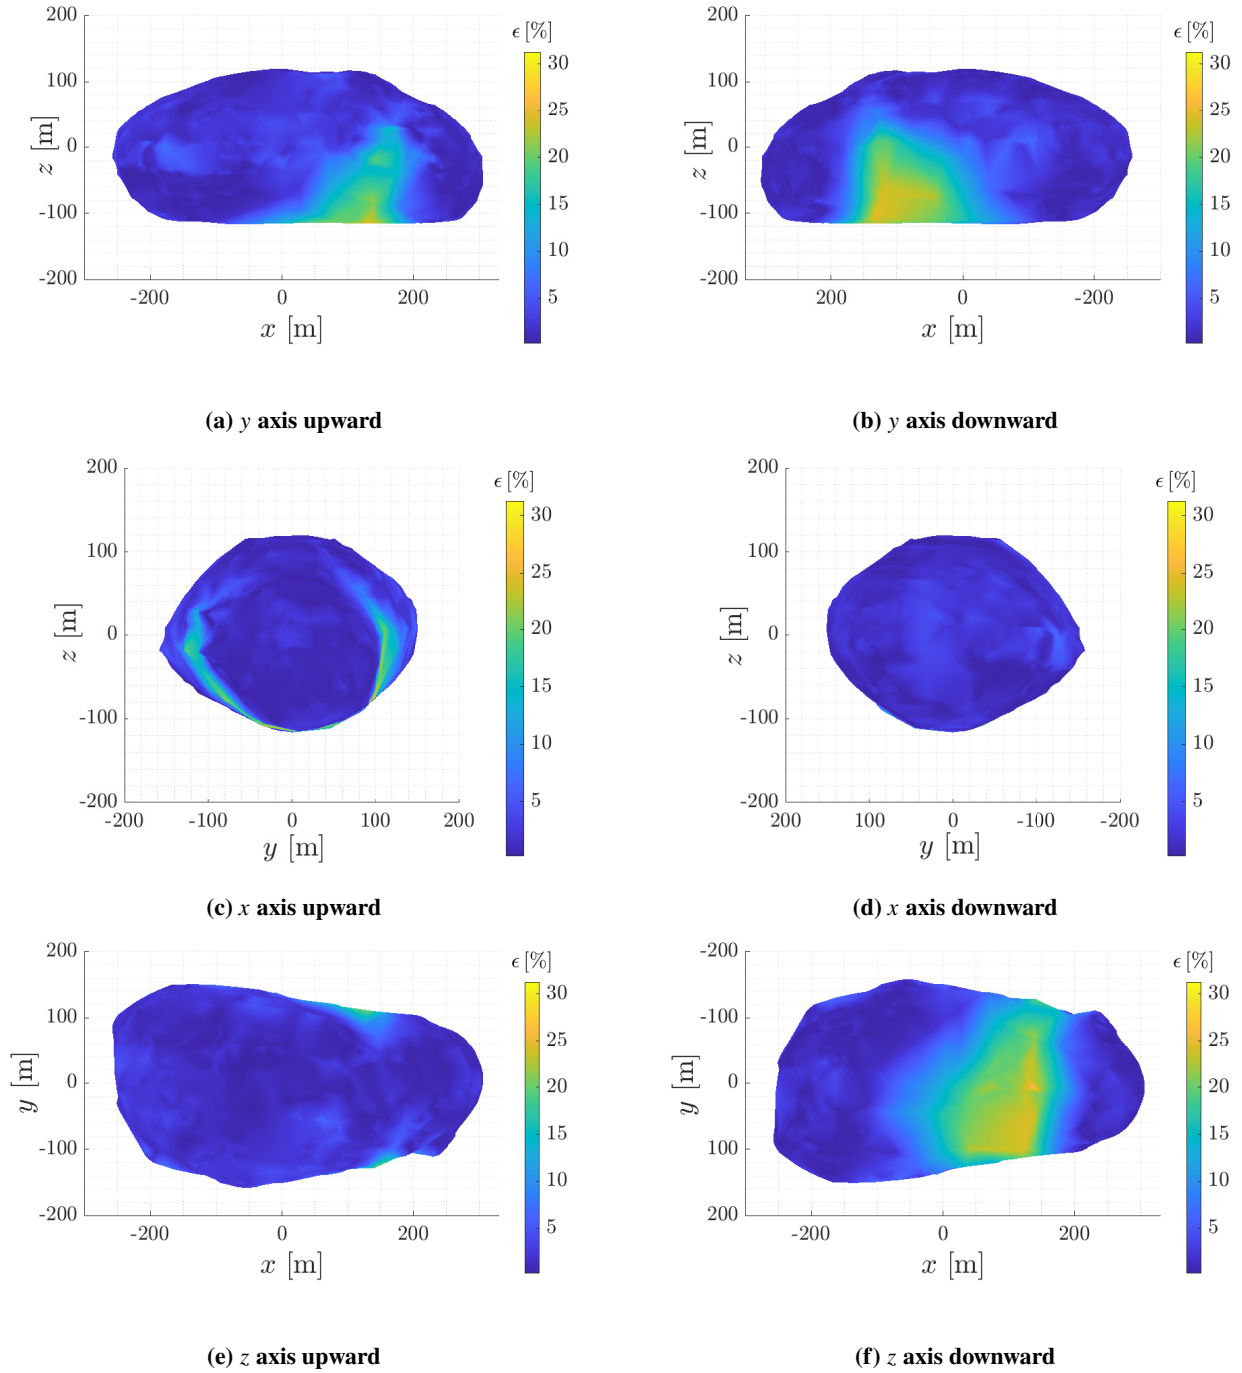 200
100
0
-100
-200
z [m]
-200 0 200
x [m]
ϵ [%]
30
25
20
15
10
5
200
100
0
-100
-200
z [m]
200 0 -200
x [m]
ϵ [%]
30
25
20
15
10
5
(a) y axis upward
(b) y axis downward
200
100
0
-100
-200
z [m]
-200 -100 0 100 200
y [m]
ϵ [%]
30
25
20
15
10
5
200
100
0
-100
-200
z [m]
200 100 0 -100 -200
y [m]
ϵ [%]
30
25
20
15
10
5
(c) x axis upward
(d) x axis downward
200
100
0
-100
-200
y [m]
-200 0 200
x [m]
ϵ [%]
30
25
20
15
10
5
-200
-100
0
100
200
y [m]
-200 0 200
x [m]
ϵ [%]
30
25
20
15
10
5
(e) z axis upward
(f) z axis downward